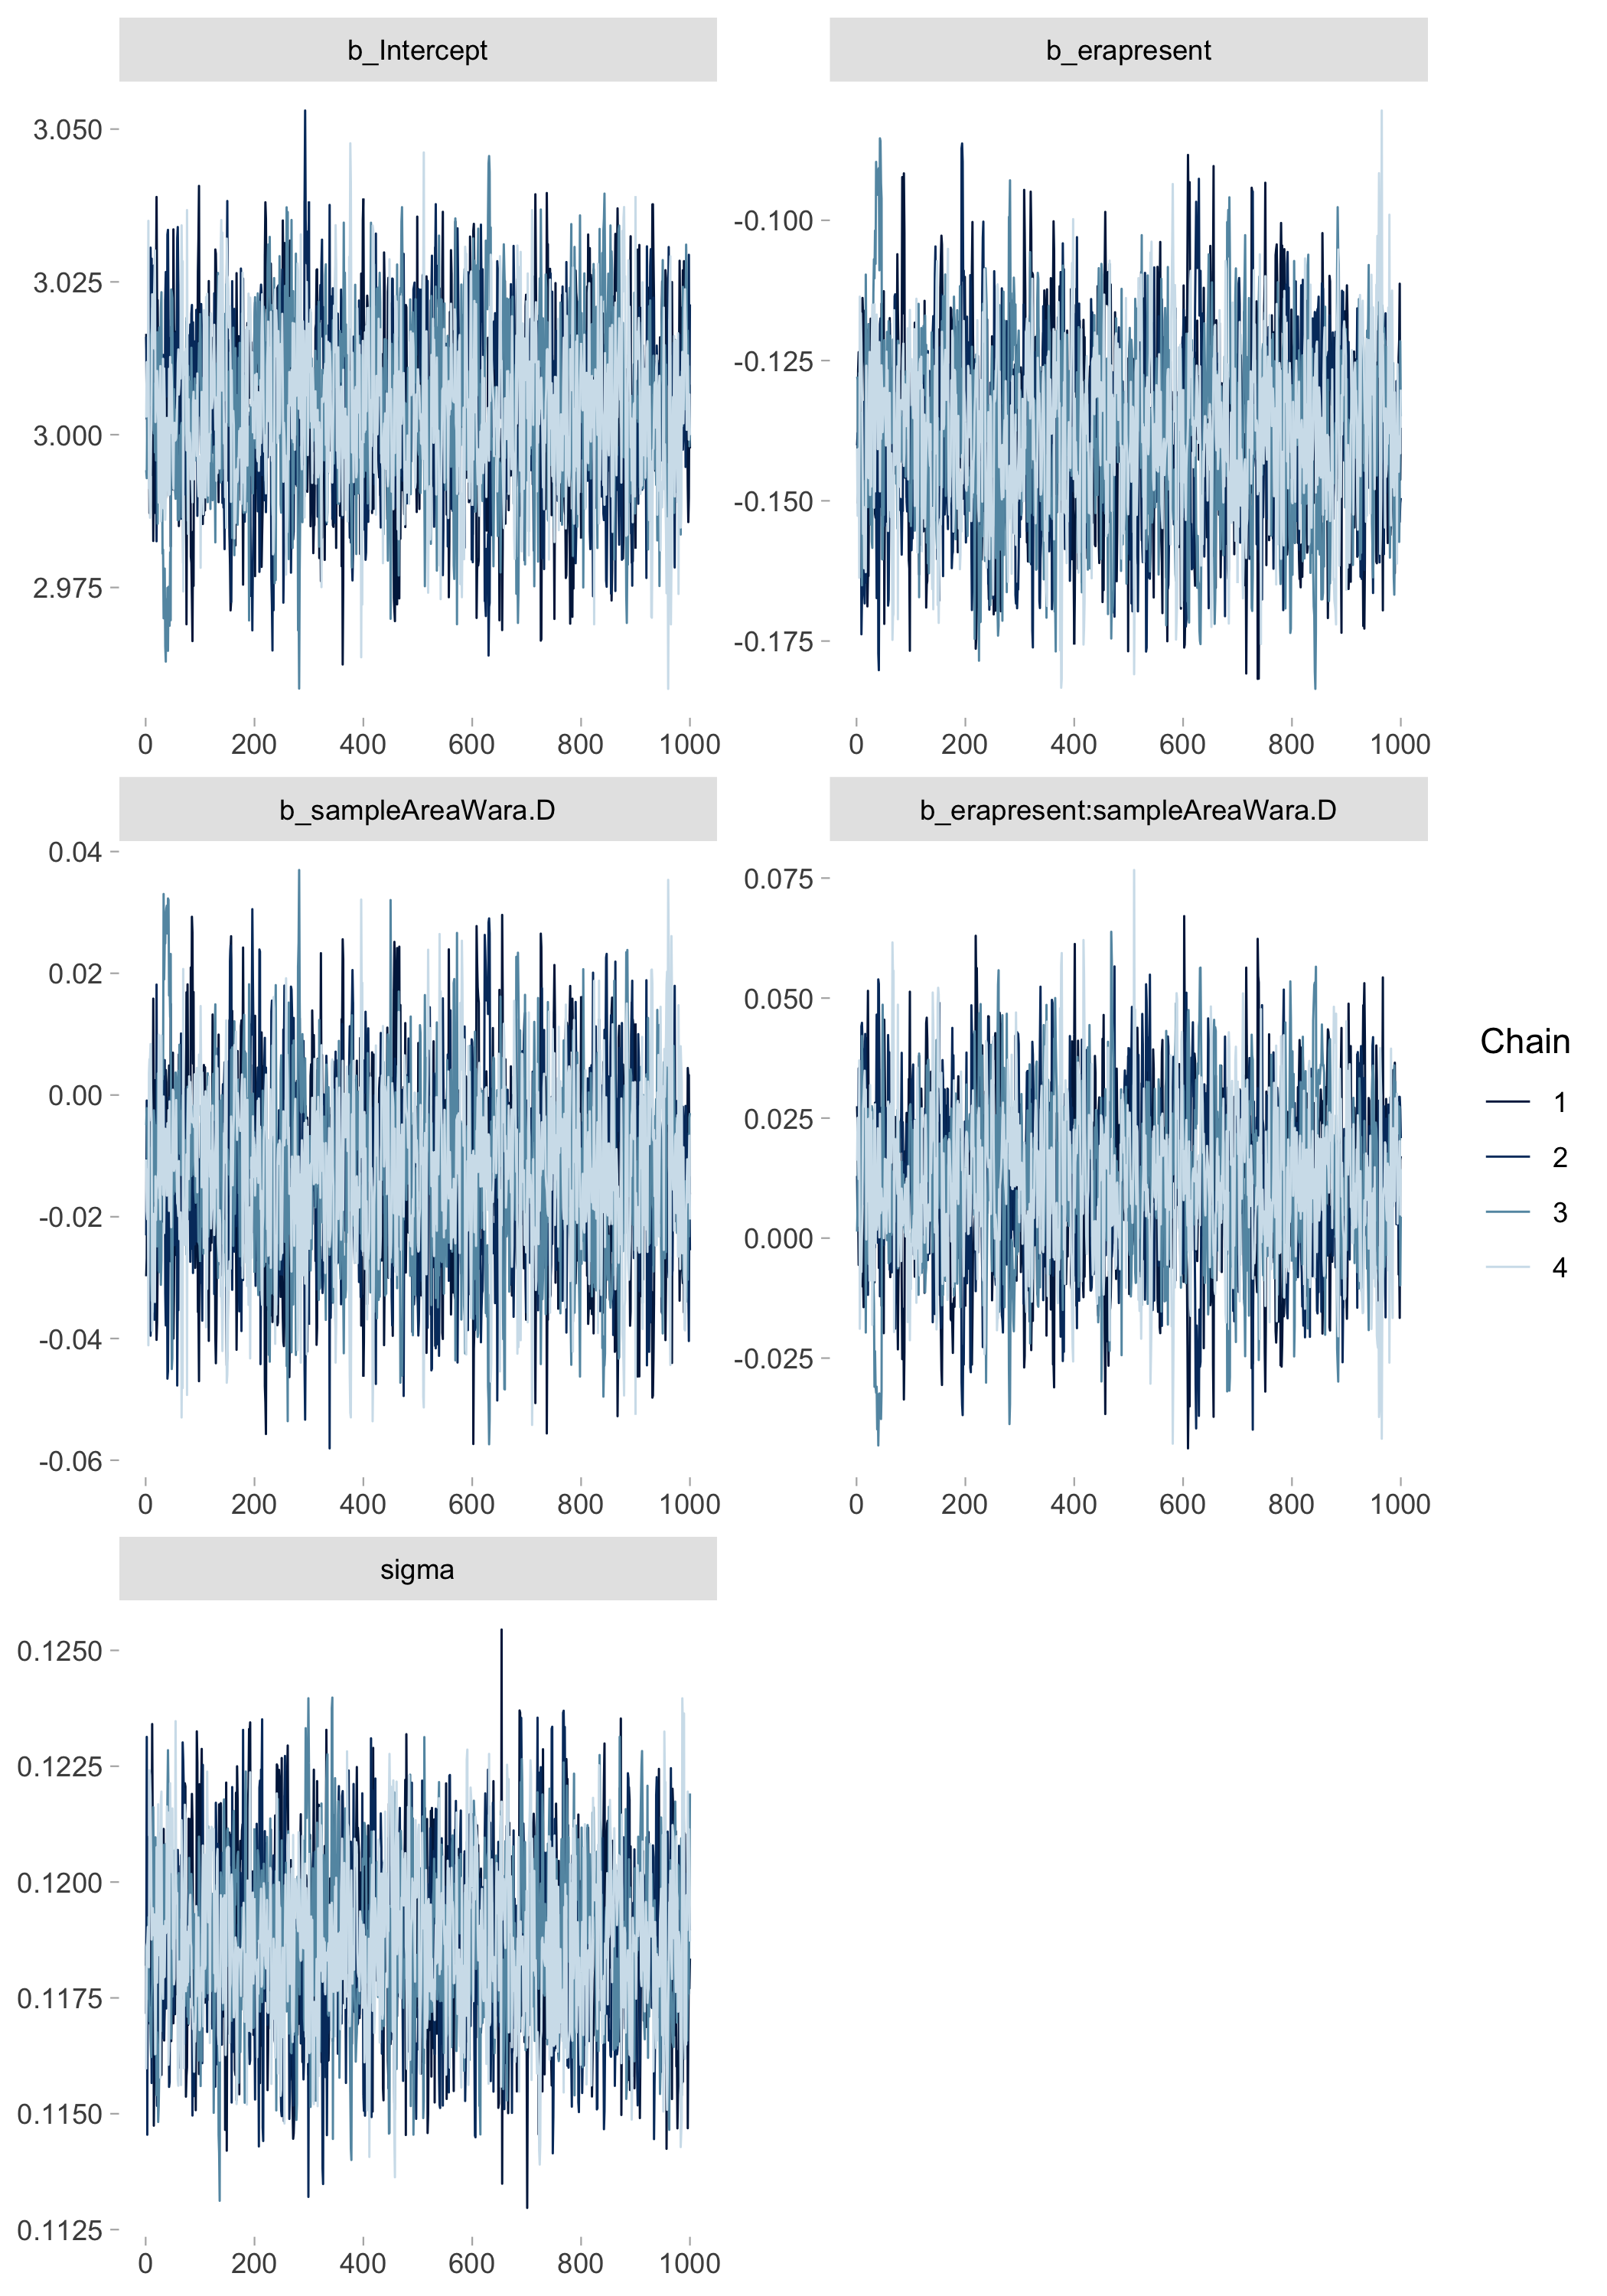 b_Intercept
3.050
3.025
3.000
2.975
0 200 400 600 800 1000
b_erapresent
-0.100
-0.125
-0.150
-0.175
0 200 400 600 800 1000
b_sampleAreaWara.D
0.04
0.02
0.00
-0.02
-0.04
-0.06
0 200 400 600 800 1000
b_erapresent:sampleAreaWara.D
0.075
0.050
0.025
0.000
-0.025
0 200 400 600 800 1000
sigma
0.1250
0.1225
0.1200
0.1175
0.1150
0.1125
0 200 400 600 800 1000
Chain
1
2
3
4